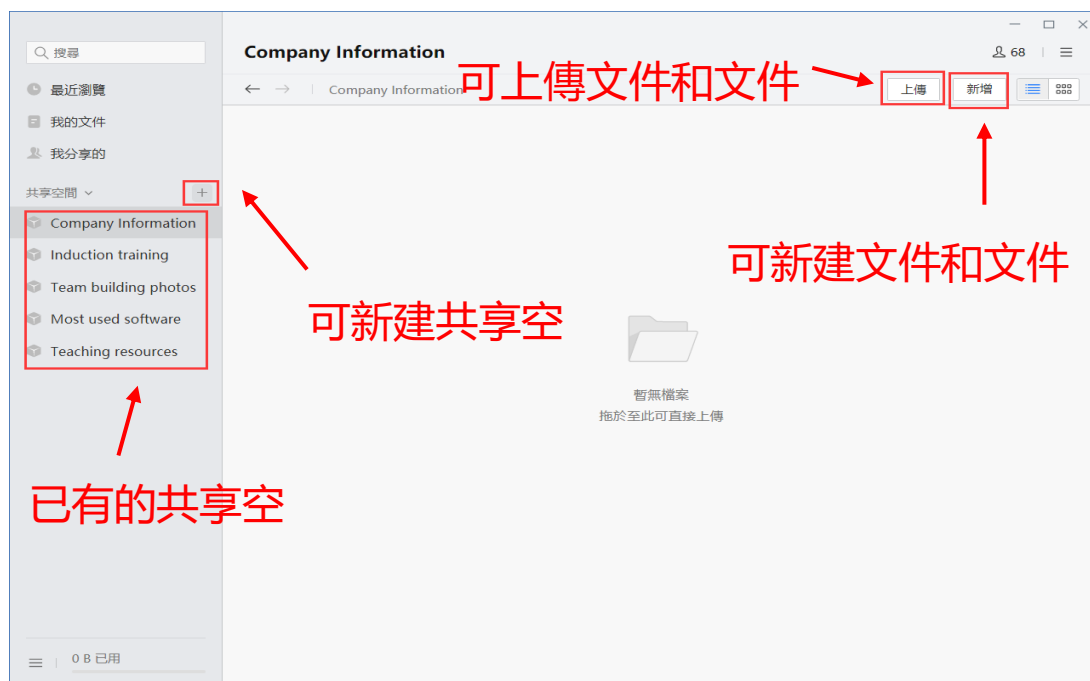 搜尋
最近瀏覽
我的文件
我分享的
共享空間
Company Information
Induction training
Team building photos
Most used software
Teaching resources
已有的共享空
0 B 已用
Company Information
68
Company Information
可上傳文件和文件
上傳
新增
可新建文件和文件
可新建共享空
暫無檔案
拖於至此可直接上傳